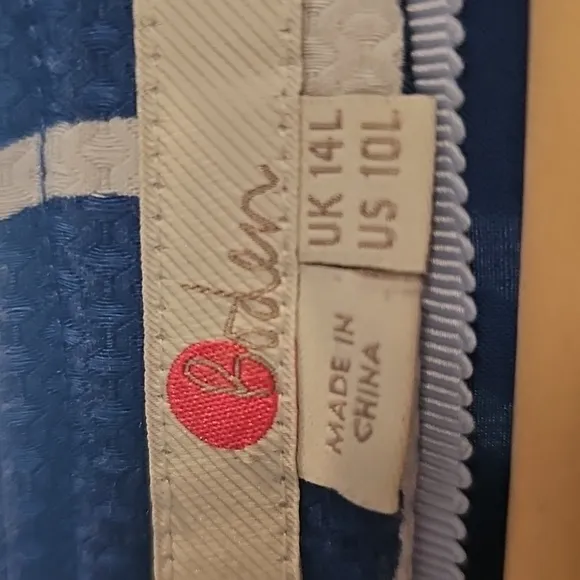 Boden
UK 14L
US 10L
MADE IN
CHINA